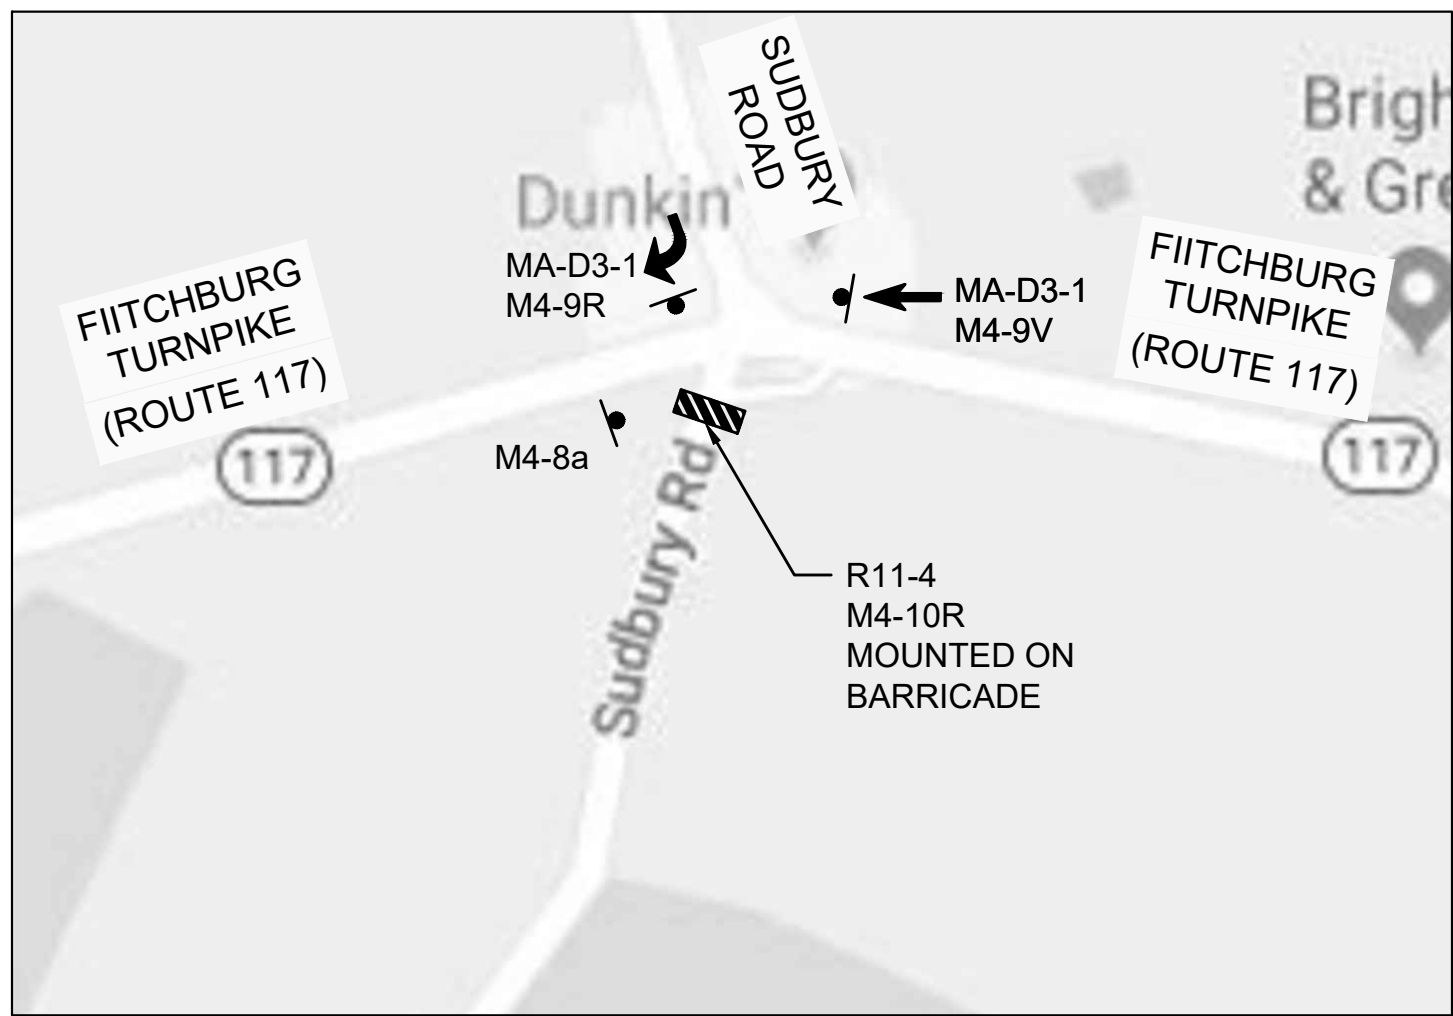 SUDBURY
ROAD
Dunkin'
Brigh
& Gre
MA-D3-1
M4-9R
FIITCHBURG
TURNPIKE
(ROUTE 117)
MA-D3-1
M4-9V
FIITCHBURG
TURNPIKE
(ROUTE 117)
117
117
M4-8a
Sudbury Rd
R11-4
M4-10R
MOUNTED ON
BARRICADE